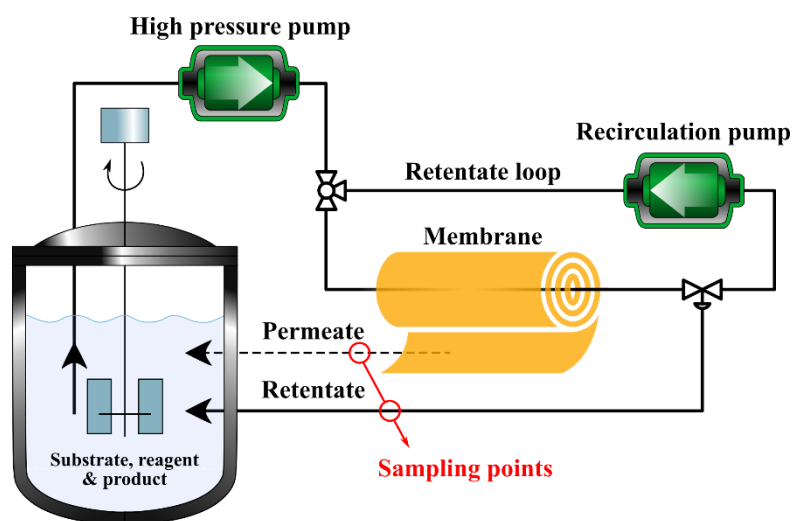 High pressure pump
Recirculation pump
Retentate loop
Membrane
Permeate
Retentate
Substrate, reagent
& product
Sampling points